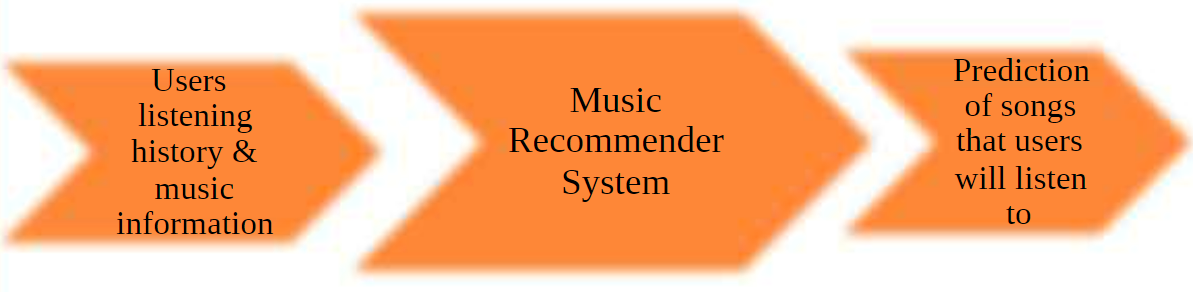 Users
listening
history &
music
information
Music
Recommender
System
Prediction
of songs
that users
will listen
to